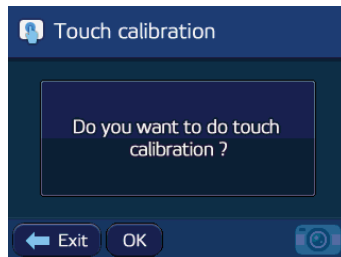 Touch calibration
Do you want to do touch
calibration ?
Exit
OK